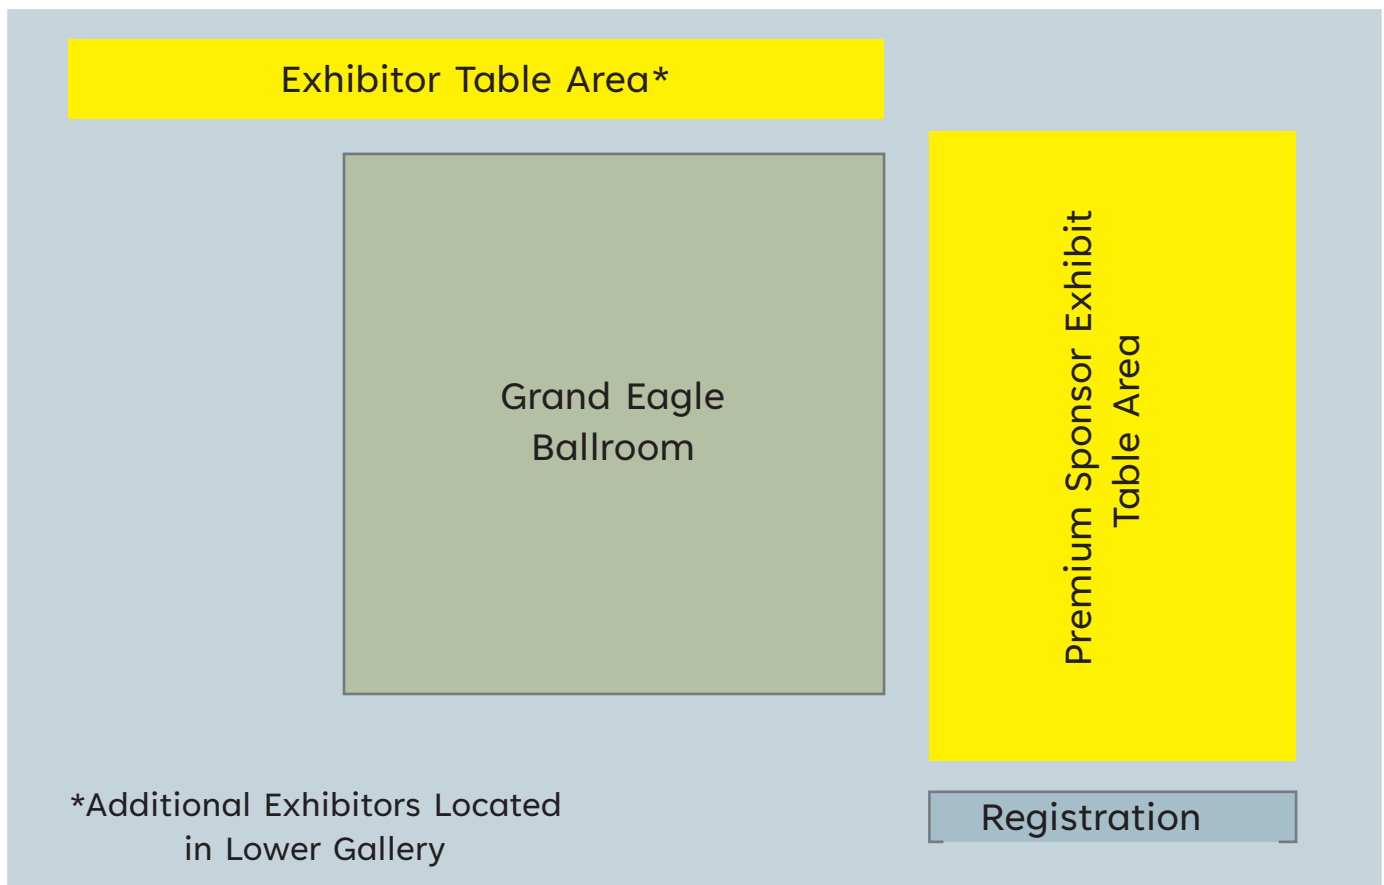 Exhibitor Table Area*
Grand Eagle
Ballroom
Premium Sponsor Exhibit
Table Area
*Additional Exhibitors Located
in Lower Gallery
Registration